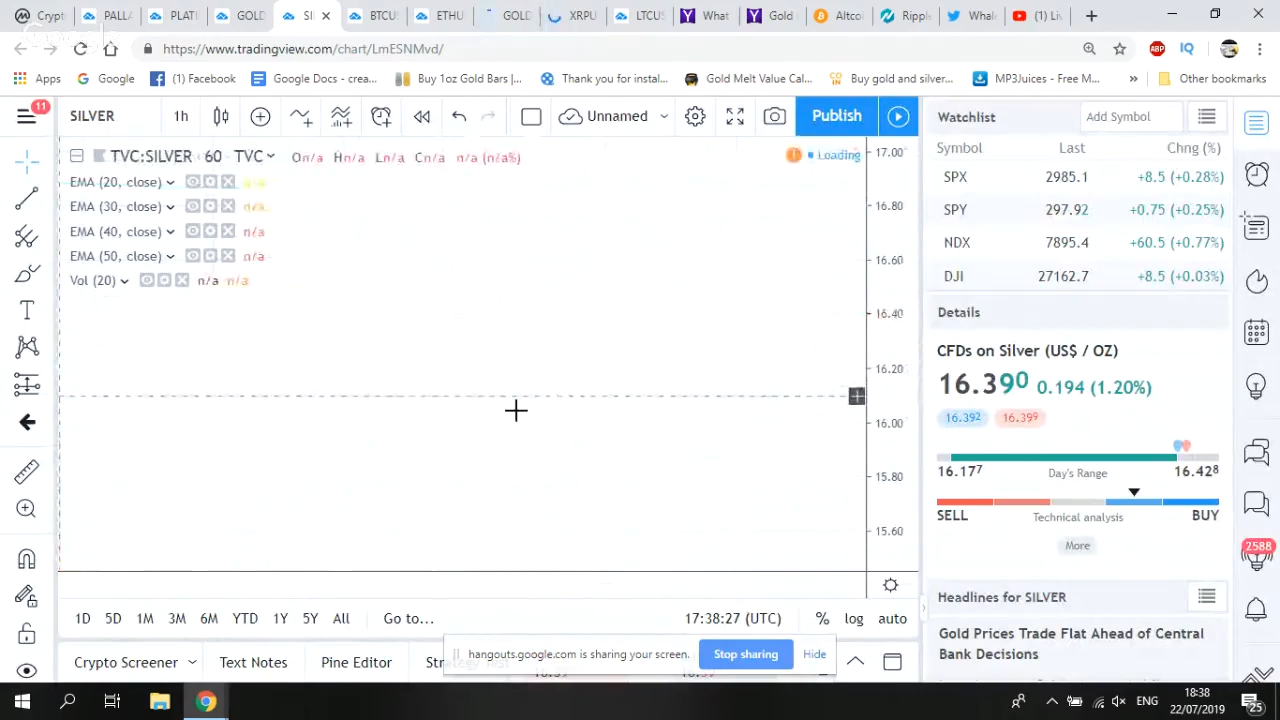 Crypto PALLA PLATI GOLD SI BTCUS ETHU GOLD XRPU LTCUS What Gold Altcoi Rippl Whale (1) Liv
https://www.tradingview.com/chart/LmESNMvd/
ABP IQ
Apps Google (1) Facebook Google Docs - crea... Buy 1oz Gold Bars |... Thank you for instal... Gold Melt Value Cal... Buy gold and silver... MP3Juices - Free M... » Other bookmarks
11 SILVER 1h Unnamed Publish Watchlist Add Symbol
TVC:SILVER 60 TVC On/a Hn/a Ln/a Cn/a n/a (n/a%) Loading
EMA (20, close) n/a
EMA (30, close) n/a
EMA (40, close) n/a
EMA (50, close) n/a
Vol (20) n/a n/a
17.00
16.80
16.60
16.40
16.20
16.00
15.80
15.60
Symbol Last Chng (%)
SPX 2985.1 +8.5 (+0.28%)
SPY 297.92 +0.75 (+0.25%)
NDX 7895.4 +60.5 (+0.77%)
DJI 27162.7 +8.5 (+0.03%)
Details
CFDs on Silver (US$ / OZ)
16.390 0.194 (1.20%)
16.392 16.399
16.177 Day's Range 16.428
SELL Technical analysis BUY
More
2588
Headlines for SILVER
Gold Prices Trade Flat Ahead of Central
Bank Decisions
1D 5D 1M 3M 6M YTD 1Y 5Y All Go to... 17:38:27 (UTC) % log auto
Crypto Screener Text Notes Pine Editor
hangouts.google.com is sharing your screen. Stop sharing Hide
ENG 18:38
22/07/2019 25